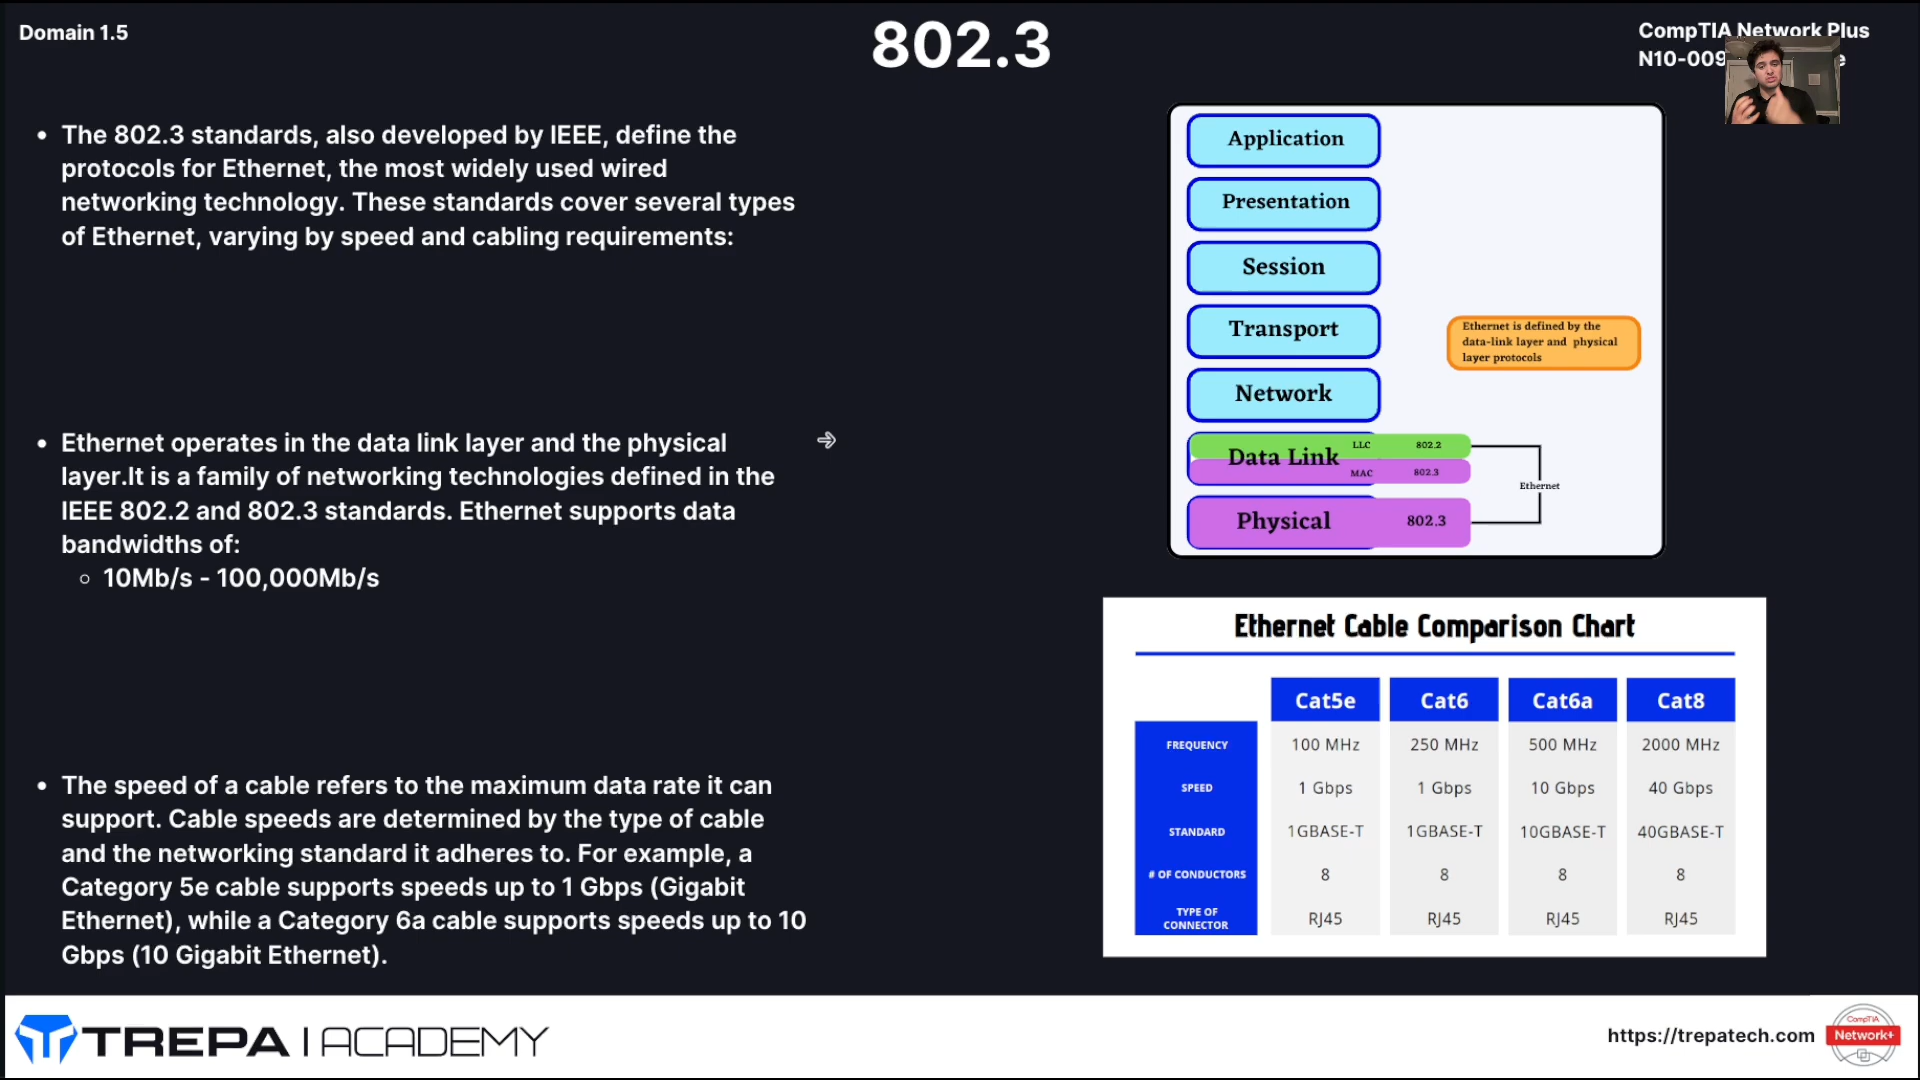 Domain 1.5
802.3
CompTIA Network Plus
N10-009
• The 802.3 standards, also developed by IEEE, define the
protocols for Ethernet, the most widely used wired
networking technology. These standards cover several types
of Ethernet, varying by speed and cabling requirements:
• Ethernet operates in the data link layer and the physical
layer.It is a family of networking technologies defined in the
IEEE 802.2 and 802.3 standards. Ethernet supports data
bandwidths of:
○ 10Mb/s - 100,000Mb/s
• The speed of a cable refers to the maximum data rate it can
support. Cable speeds are determined by the type of cable
and the networking standard it adheres to. For example, a
Category 5e cable supports speeds up to 1 Gbps (Gigabit
Ethernet), while a Category 6a cable supports speeds up to 10
Gbps (10 Gigabit Ethernet).
Application
Presentation
Session
Transport
Network
Data Link
LLC 802.2
MAC 802.3
Physical 802.3
Ethernet
Ethernet is defined by the
data-link layer and physical
layer protocols
Ethernet Cable Comparison Chart
Cat5e Cat6 Cat6a Cat8
FREQUENCY 100 MHz 250 MHz 500 MHz 2000 MHz
SPEED 1 Gbps 1 Gbps 10 Gbps 40 Gbps
STANDARD 1GBASE-T 1GBASE-T 10GBASE-T 40GBASE-T
# OF CONDUCTORS 8 8 8 8
TYPE OF
CONNECTOR RJ45 RJ45 RJ45 RJ45
TREPA | ACADEMY
https://trepatech.com
CompTIA
Network+